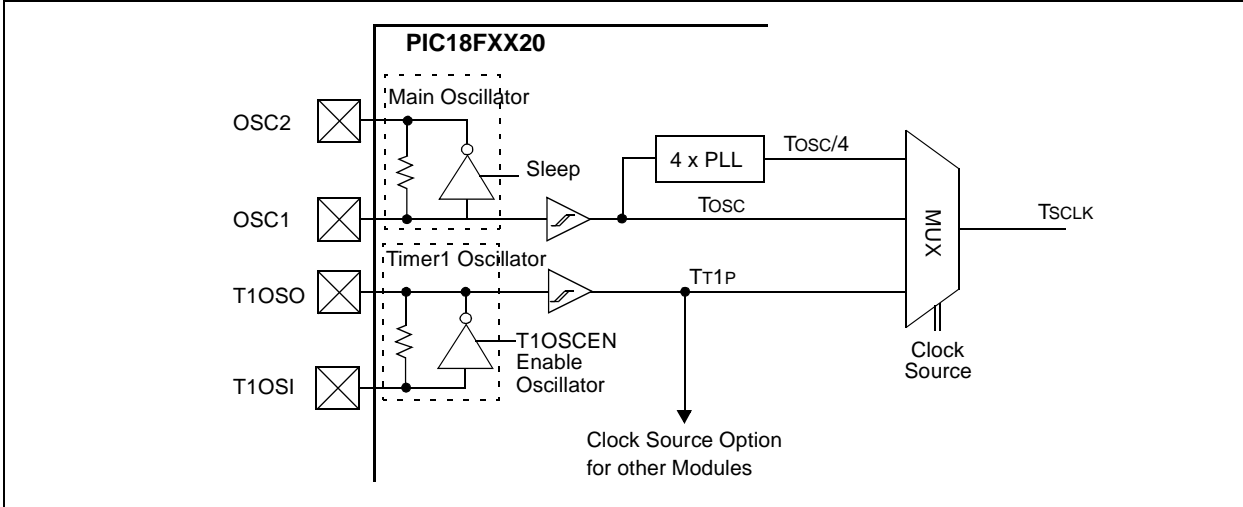 PIC18FXX20
Main Oscillator
OSC2
Sleep
OSC1
4 x PLL
TOSC/4
TOSC
MUX
TSCLK
Timer1 Oscillator
T1OSO
TT1P
T1OSCEN
Enable
Oscillator
T1OSI
Clock
Source
Clock Source Option
for other Modules